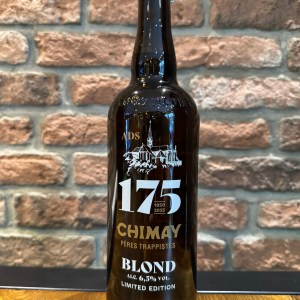 ADS
175
1850
2025
CHIMAY
PÈRES TRAPPISTES
BLOND
ALC. 6,5% VOL.
LIMITED EDITION